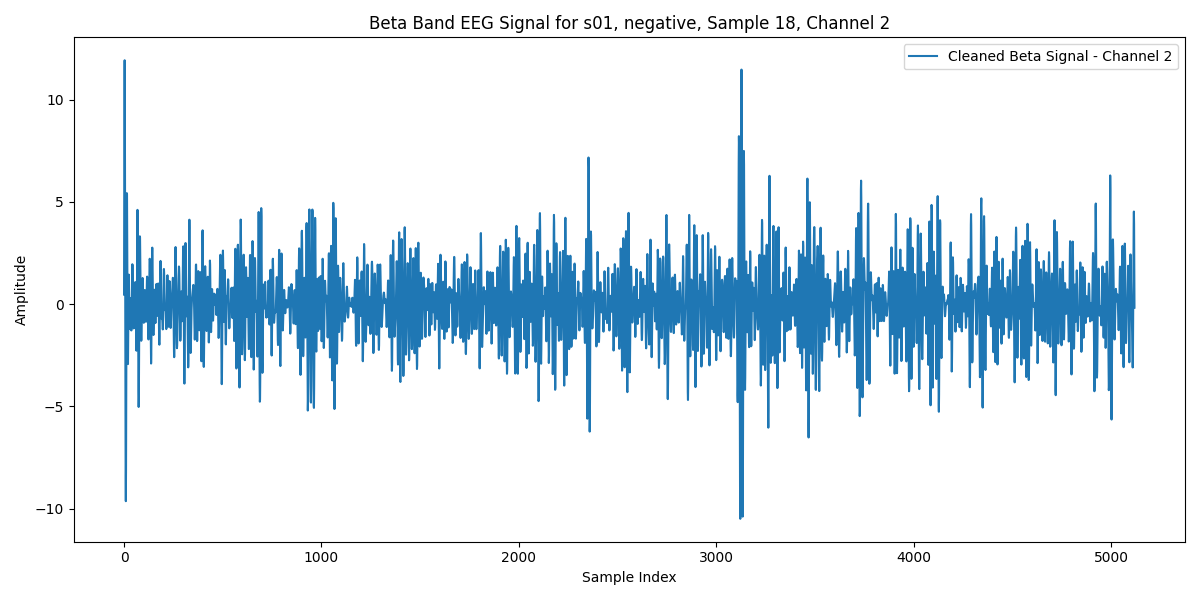 Beta Band EEG Signal for s01, negative, Sample 18, Channel 2
Cleaned Beta Signal - Channel 2
Amplitude
10
5
0
−5
−10
0 1000 2000 3000 4000 5000
Sample Index